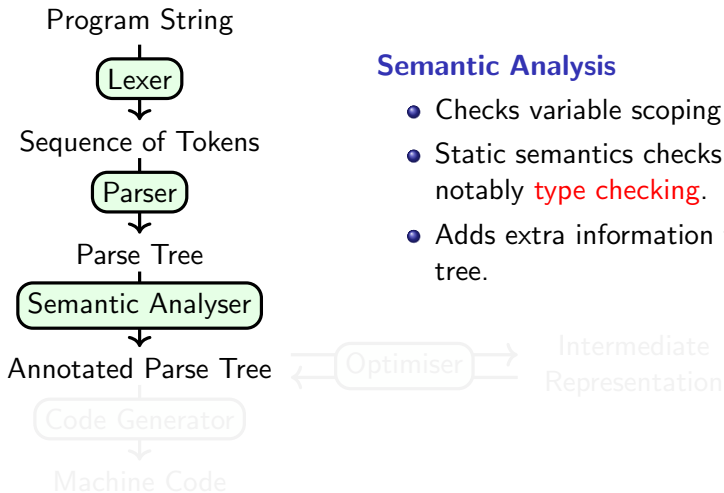 Program String
Lexer
Sequence of Tokens
Parser
Parse Tree
Semantic Analyser
Annotated Parse Tree
Optimiser
Intermediate
Representation
Code Generator
Machine Code
Semantic Analysis
Checks variable scoping
Static semantics checks
notably type checking.
Adds extra information
tree.